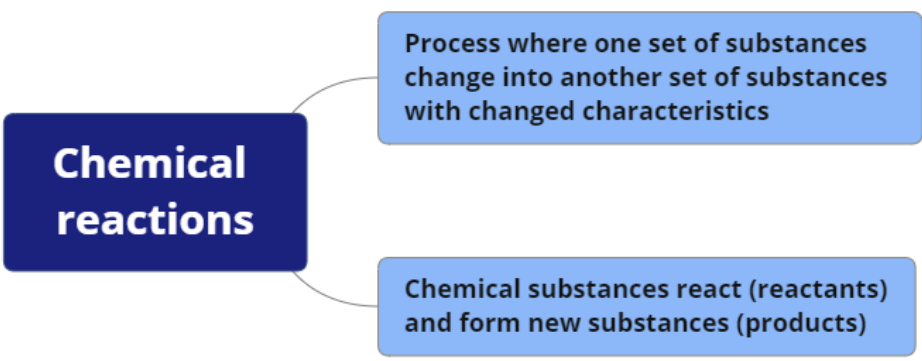 Chemical
reactions
Process where one set of substances
change into another set of substances
with changed characteristics
Chemical substances react (reactants)
and form new substances (products)